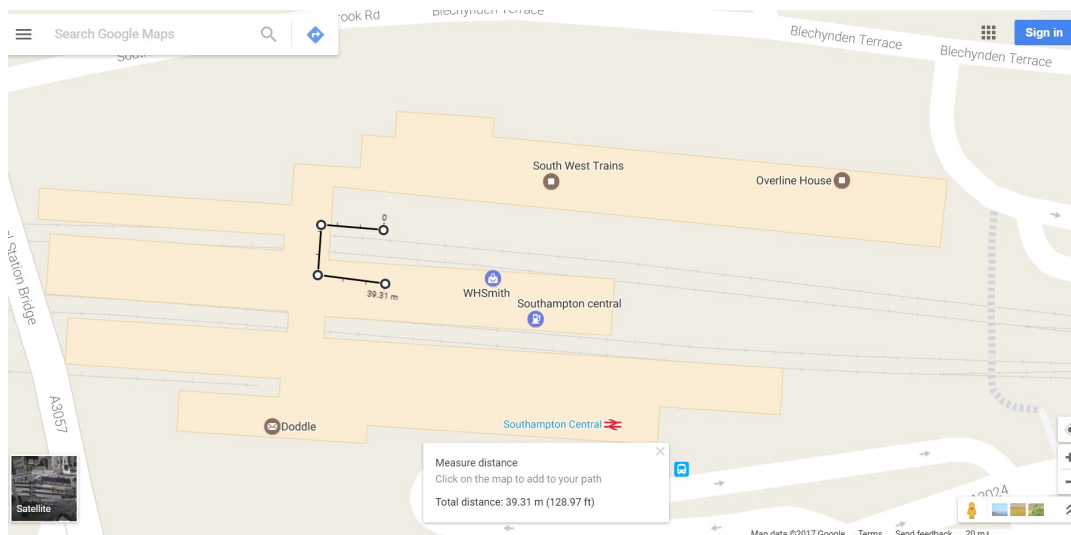 Search Google Maps
rook Rd
Blechynden Terrace
Blechynden Terrace
Blechynden Terrace
Sign in
South West Trains
Overline House
0
39.31 m
WHSmith
Southampton central
Station Bridge
A3057
Doddle
Southampton Central
Measure distance
Click on the map to add to your path
Total distance: 39.31 m (128.97 ft)
A3024
Satellite
Map data ©2017 Google Terms Send feedback 20 m